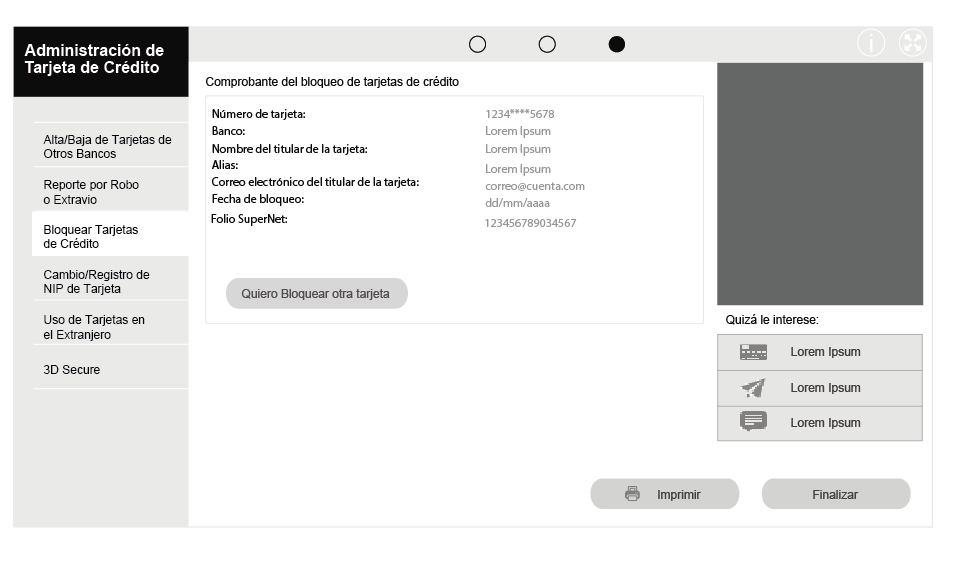 Administración de
Tarjeta de Crédito
i
Alta/Baja de Tarjetas de
Otros Bancos
Reporte por Robo
o Extravio
Bloquear Tarjetas
de Crédito
Cambio/Registro de
NIP de Tarjeta
Uso de Tarjetas en
el Extranjero
3D Secure
Comprobante del bloqueo de tarjetas de crédito
Número de tarjeta: 1234****5678
Banco: Lorem Ipsum
Nombre del titular de la tarjeta: Lorem Ipsum
Alias: Lorem Ipsum
Correo electrónico del titular de la tarjeta: correo@cuenta.com
Fecha de bloqueo: dd/mm/aaaa
Folio SuperNet: 123456789034567
Quiero Bloquear otra tarjeta
Quizá le interese:
Lorem Ipsum
Lorem Ipsum
Lorem Ipsum
Imprimir
Finalizar